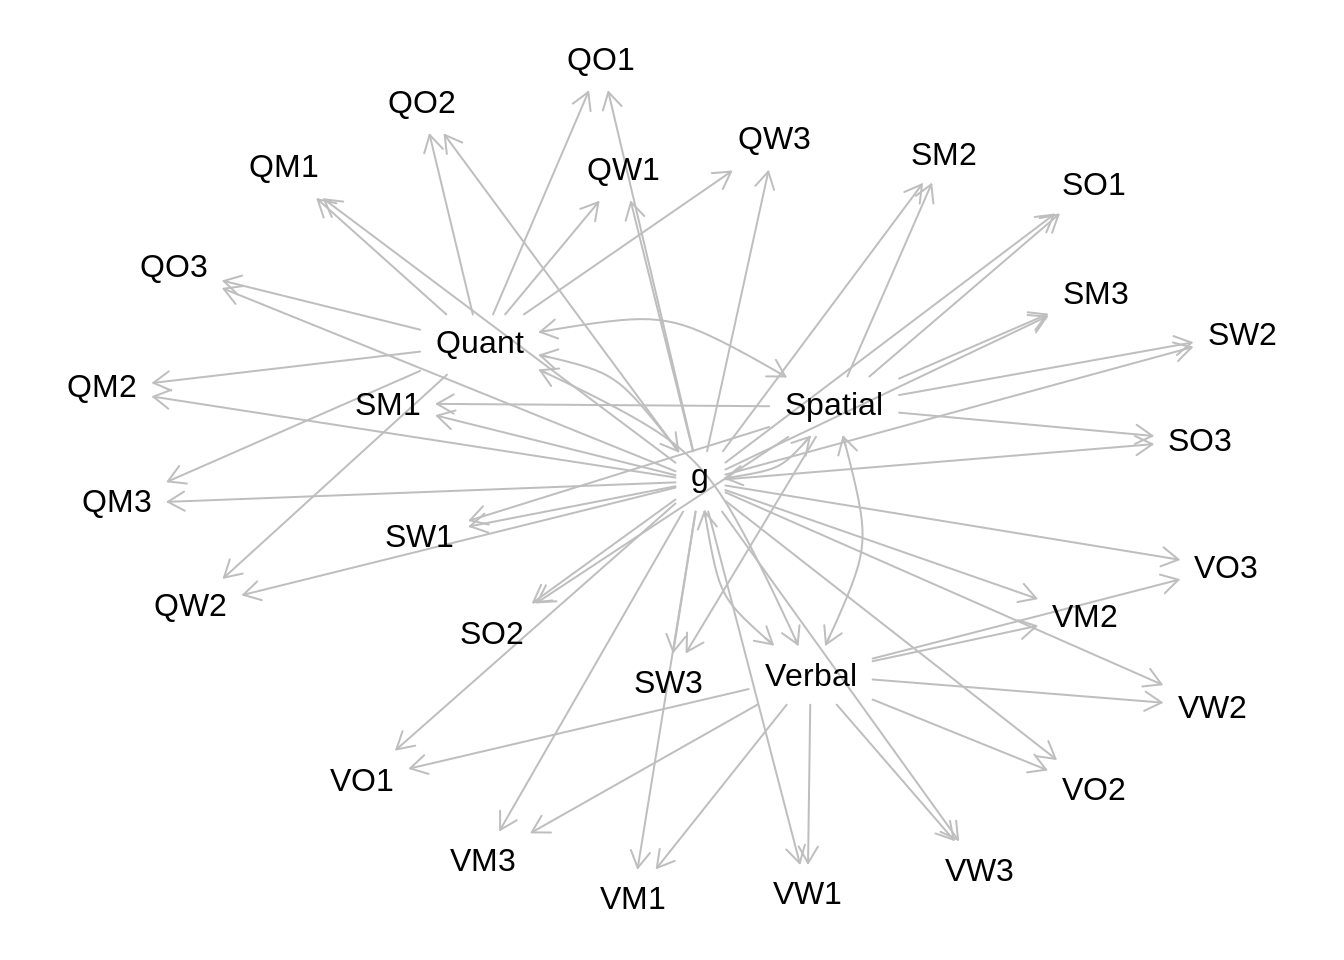 QO1
QO2
QW3
SM2
QM1
QW1
SO1
QO3
SM3
SW2
Quant
QM2
SM1
Spatial
SO3
g
QM3
SW1
VO3
QW2
VM2
SO2
SW3
Verbal
VW2
VO1
VO2
VM3
VW3
VM1
VW1